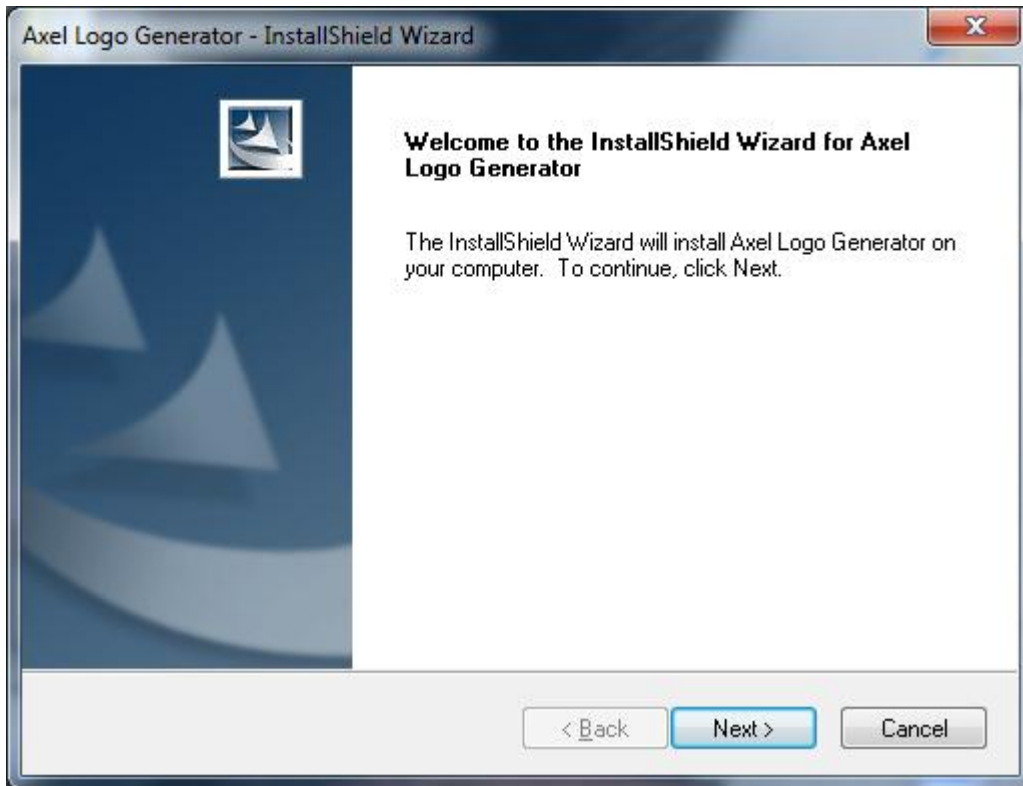 Axel Logo Generator - InstallShield Wizard
Welcome to the InstallShield Wizard for Axel
Logo Generator
The InstallShield Wizard will install Axel Logo Generator on
your computer.  To continue, click Next.
< Back
Next >
Cancel